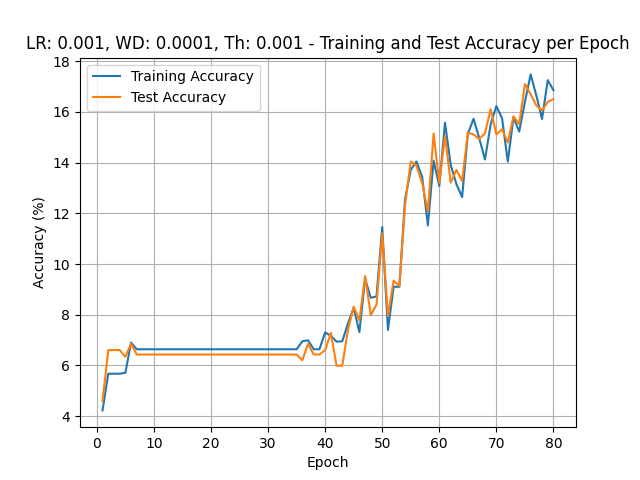 LR: 0.001, WD: 0.0001, Th: 0.001 - Training and Test Accuracy per Epoch
Training Accuracy
Test Accuracy
Accuracy (%)
18
16
14
12
10
8
6
4
0 10 20 30 40 50 60 70 80
Epoch